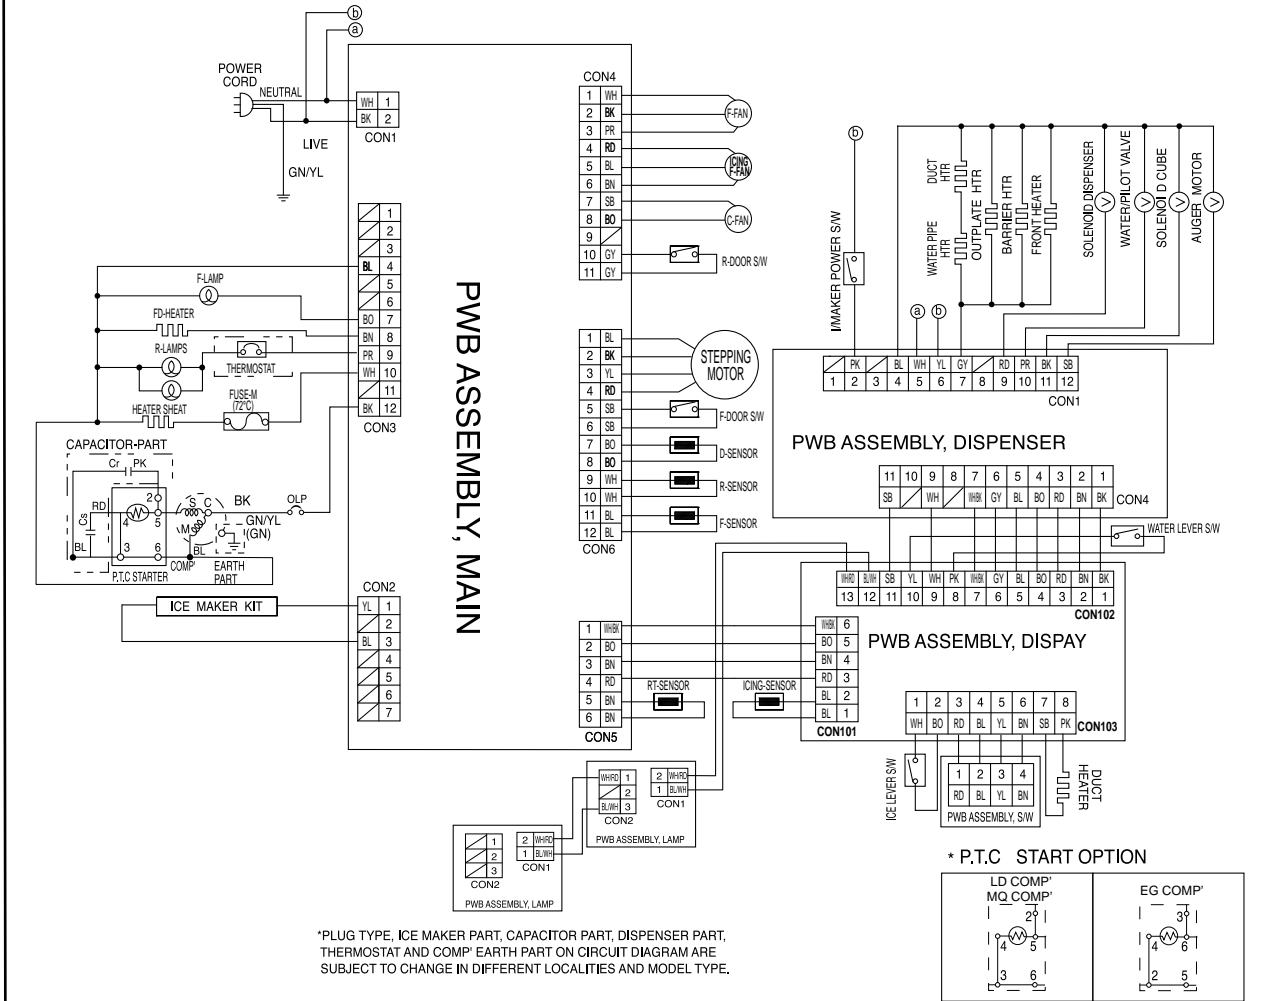 b
a
POWER
CORD
NEUTRAL
WH 1
BK 2
CON1
LIVE
GN/YL
1
2
3
BL 4
5
6
BO 7
BN 8
PR 9
WH 10
11
BK 12
CON3
F-LAMP
FD-HEATER
R-LAMPS
THERMOSTAT
HEATER SHEAT
FUSE-M
(72°C)
CAPACITOR-PART
Cr PK
RD
Cs
BL
2
4 5
3 6
P.T.C STARTER
S C
M
BL
COMP'
BK
OLP
GN/YL
(GN)
EARTH
PART
ICE MAKER KIT
CON2
YL 1
2
BL 3
4
5
6
7
PWB ASSEMBLY, MAIN
CON4
1 WH
2 BK
3 PR
4 RD
5 BL
6 BN
7 SB
8 BO
9
10 GY
11 GY
F-FAN
ICING
F-FAN
C-FAN
R-DOOR S/W
1 BL
2 BK
3 YL
4 RD
5 SB
6 SB
7 BO
8 BO
9 WH
10 WH
11 BL
12 BL
CON6
STEPPING
MOTOR
F-DOOR S/W
D-SENSOR
R-SENSOR
F-SENSOR
1 WH/BK
2 BO
3 BN
4 RD
5 BN
6 BN
CON5
RT-SENSOR
ICING-SENSOR
b
I/MAKER POWER S/W
DUCT
HTR
WATER PIPE
HTR
OUTPLATE HTR
BARRIER HTR
FRONT HEATER
SOLENOID DISPENSER
WATER/PILOT VALVE
SOLENOI D CUBE
AUGER MOTOR
V V V V
a b
PK BL WH YL GY RD PR BK SB
1 2 3 4 5 6 7 8 9 10 11 12
CON1
PWB ASSEMBLY, DISPENSER
11 10 9 8 7 6 5 4 3 2 1
SB WH WH/BK GY BL BO RD BN BK
CON4
WATER LEVER S/W
WH/RD BL/WH SB YL WH PK WH/BK GY BL BO RD BN BK
13 12 11 10 9 8 7 6 5 4 3 2 1
CON102
WH/BK 6
BO 5
BN 4
RD 3
BL 2
BL 1
CON101
PWB ASSEMBLY, DISPAY
1 2 3 4 5 6 7 8
WH BO RD BL YL BN SB PK
CON103
ICE LEVER S/W
1 2 3 4
RD BL YL BN
PWB ASSEMBLY, S/W
DUCT
HEATER
WH/RD 1
2
BL/WH 3
CON2
2 WH/RD
1 BL/WH
CON1
PWB ASSEMBLY, LAMP
1
2
3
CON2
2 WH/RD
1 BL/WH
CON1
PWB ASSEMBLY, LAMP
* P.T.C START OPTION
LD COMP'
MQ COMP'
2
4 5
3 6
EG COMP'
3
4 6
2 5
*PLUG TYPE, ICE MAKER PART, CAPACITOR PART, DISPENSER PART,
THERMOSTAT AND COMP' EARTH PART ON CIRCUIT DIAGRAM ARE
SUBJECT TO CHANGE IN DIFFERENT LOCALITIES AND MODEL TYPE.